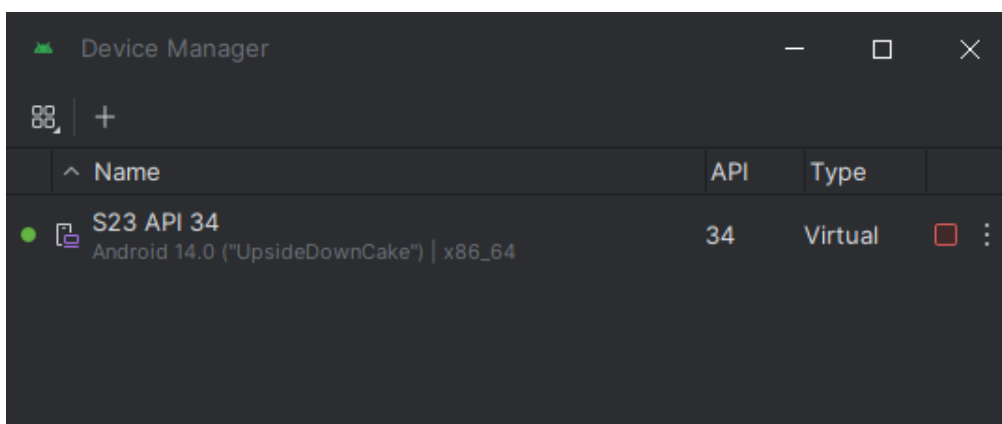 Device Manager
Name API Type
S23 API 34
Android 14.0 ("UpsideDownCake") | x86_64
34 Virtual